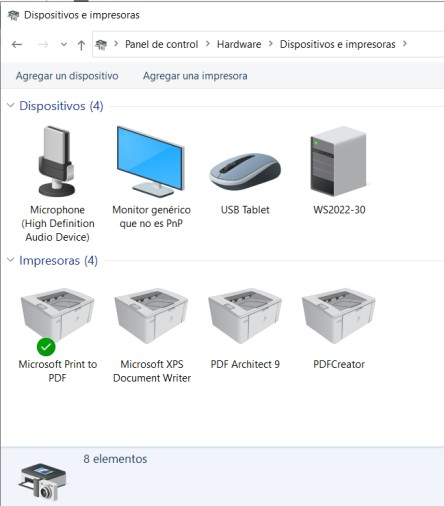 Dispositivos e impresoras
Panel de control > Hardware > Dispositivos e impresoras >
Agregar un dispositivo Agregar una impresora
Dispositivos (4)
Microphone
(High Definition
Audio Device)
Monitor genérico
que no es PnP
USB Tablet
WS2022-30
Impresoras (4)
Microsoft Print to
PDF
Microsoft XPS
Document Writer
PDF Architect 9
PDFCreator
8 elementos